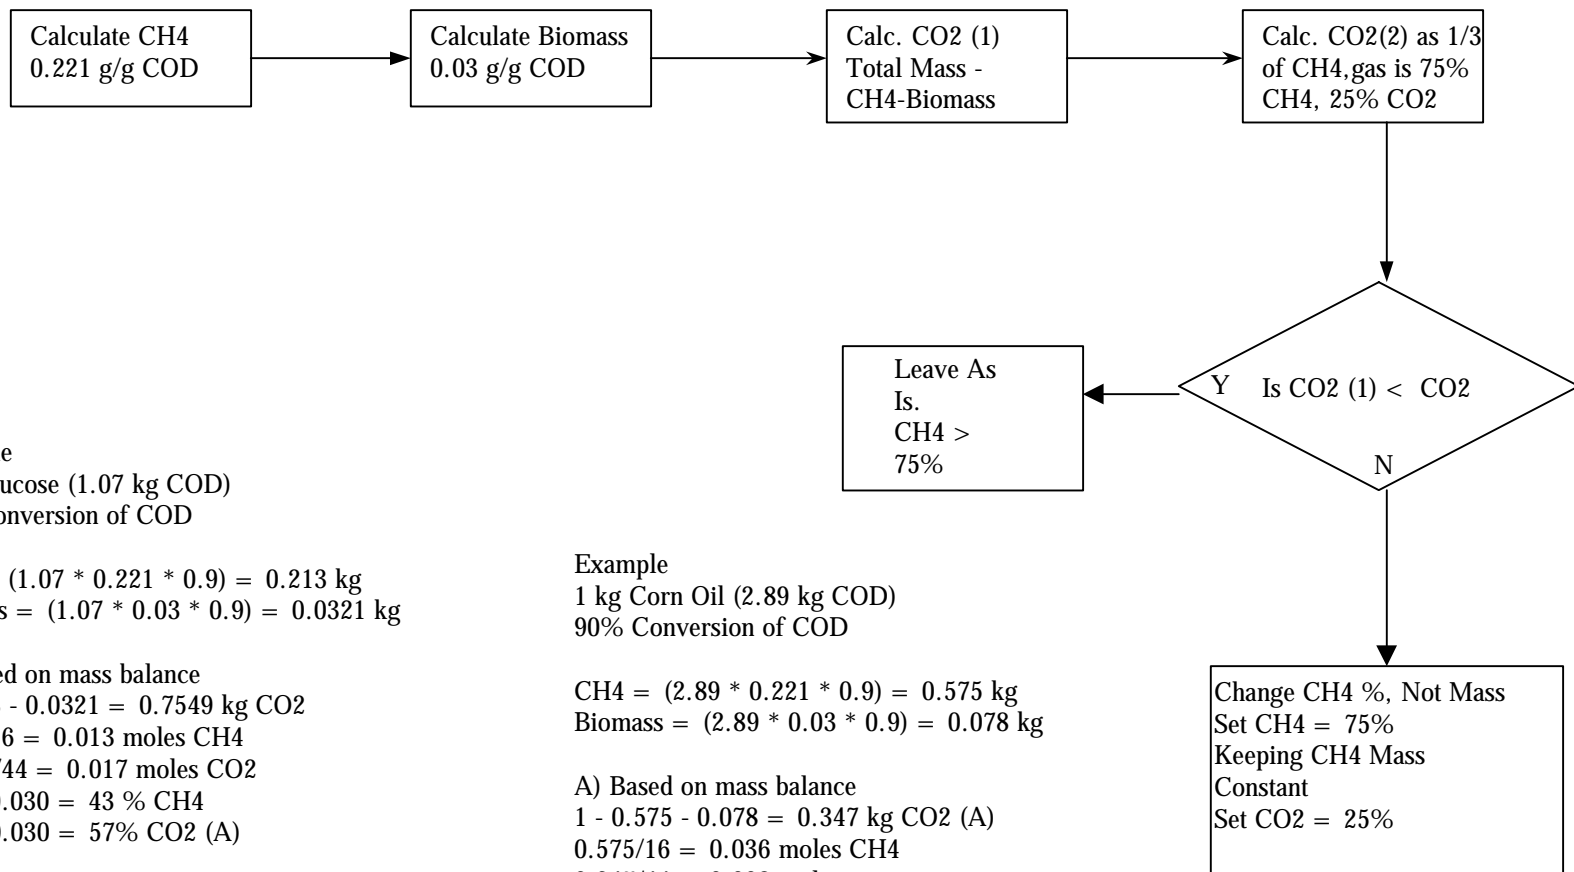 Calculate CH4
0.221 g/g COD
Calculate Biomass
0.03 g/g COD
Calc. CO2 (1)
Total Mass -
CH4-Biomass
Calc. CO2(2) as 1/3
of CH4,gas is 75%
CH4, 25% CO2
Is CO2 (1) < CO2
Y
N
Leave As
Is.
CH4 >
75%
Change CH4 %, Not Mass
Set CH4 = 75%
Keeping CH4 Mass
Constant
Set CO2 = 25%
e
ucose (1.07 kg COD)
onversion of COD
(1.07 * 0.221 * 0.9) = 0.213 kg
s = (1.07 * 0.03 * 0.9) = 0.0321 kg
ed on mass balance
- 0.0321 = 0.7549 kg CO2
6 = 0.013 moles CH4
/44 = 0.017 moles CO2
0.030 = 43 % CH4
0.030 = 57% CO2 (A)
Example
1 kg Corn Oil (2.89 kg COD)
90% Conversion of COD
CH4 = (2.89 * 0.221 * 0.9) = 0.575 kg
Biomass = (2.89 * 0.03 * 0.9) = 0.078 kg
A) Based on mass balance
1 - 0.575 - 0.078 = 0.347 kg CO2 (A)
0.575/16 = 0.036 moles CH4